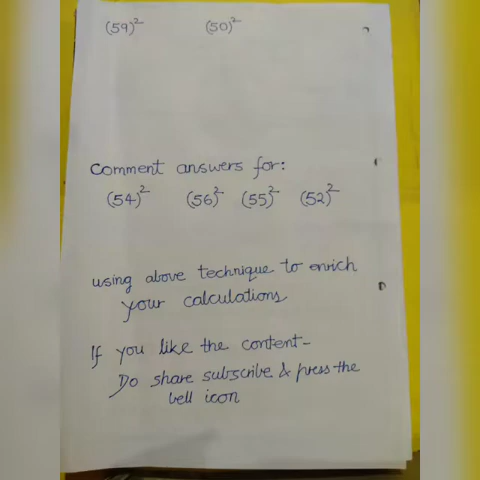 (59)² (50)²
Comment answers for:
(54)² (56)² (55)² (52)²
using above technique to enrich
your calculations
If you like the content-
Do share subscribe & press the
bell icon